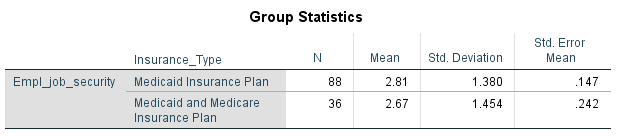 Group Statistics
Insurance_Type N Mean Std. Deviation Std. Error Mean
Empl_job_security Medicaid Insurance Plan 88 2.81 1.380 .147
Medicaid and Medicare Insurance Plan 36 2.67 1.454 .242